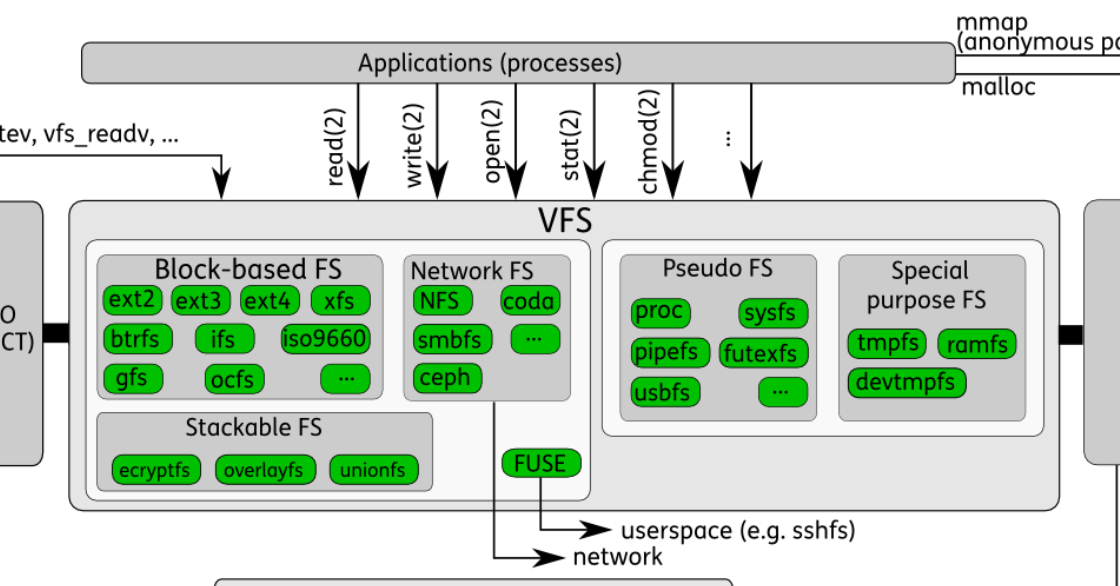 mmap
(anonymous
Applications (processes)
malloc
vfs_readv, ...
read(2)
write(2)
open(2)
stat(2)
chmod(2)
...
VFS
Block-based FS
ext2 ext3 ext4 xfs
btrfs ifs iso9660
gfs ocfs ...
Network FS
NFS coda
smbfs ...
ceph
Pseudo FS
proc sysfs
pipefs futexfs
usbfs ...
Special
purpose FS
tmpfs ramfs
devtmpfs
Stackable FS
ecryptfs overlayfs unionfs
FUSE
userspace (e.g. sshfs)
network